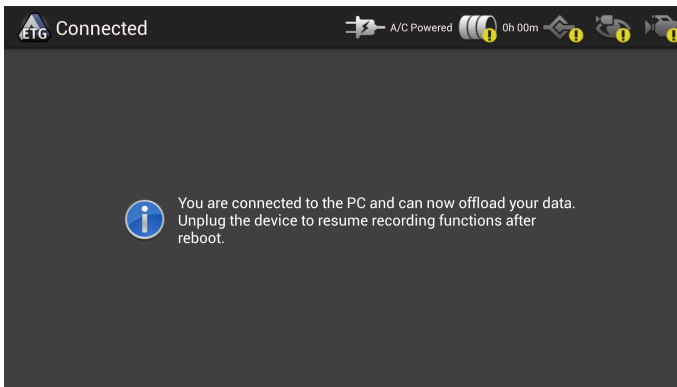 ETG Connected A/C Powered 0h 00m
You are connected to the PC and can now offload your data.
Unplug the device to resume recording functions after
reboot.